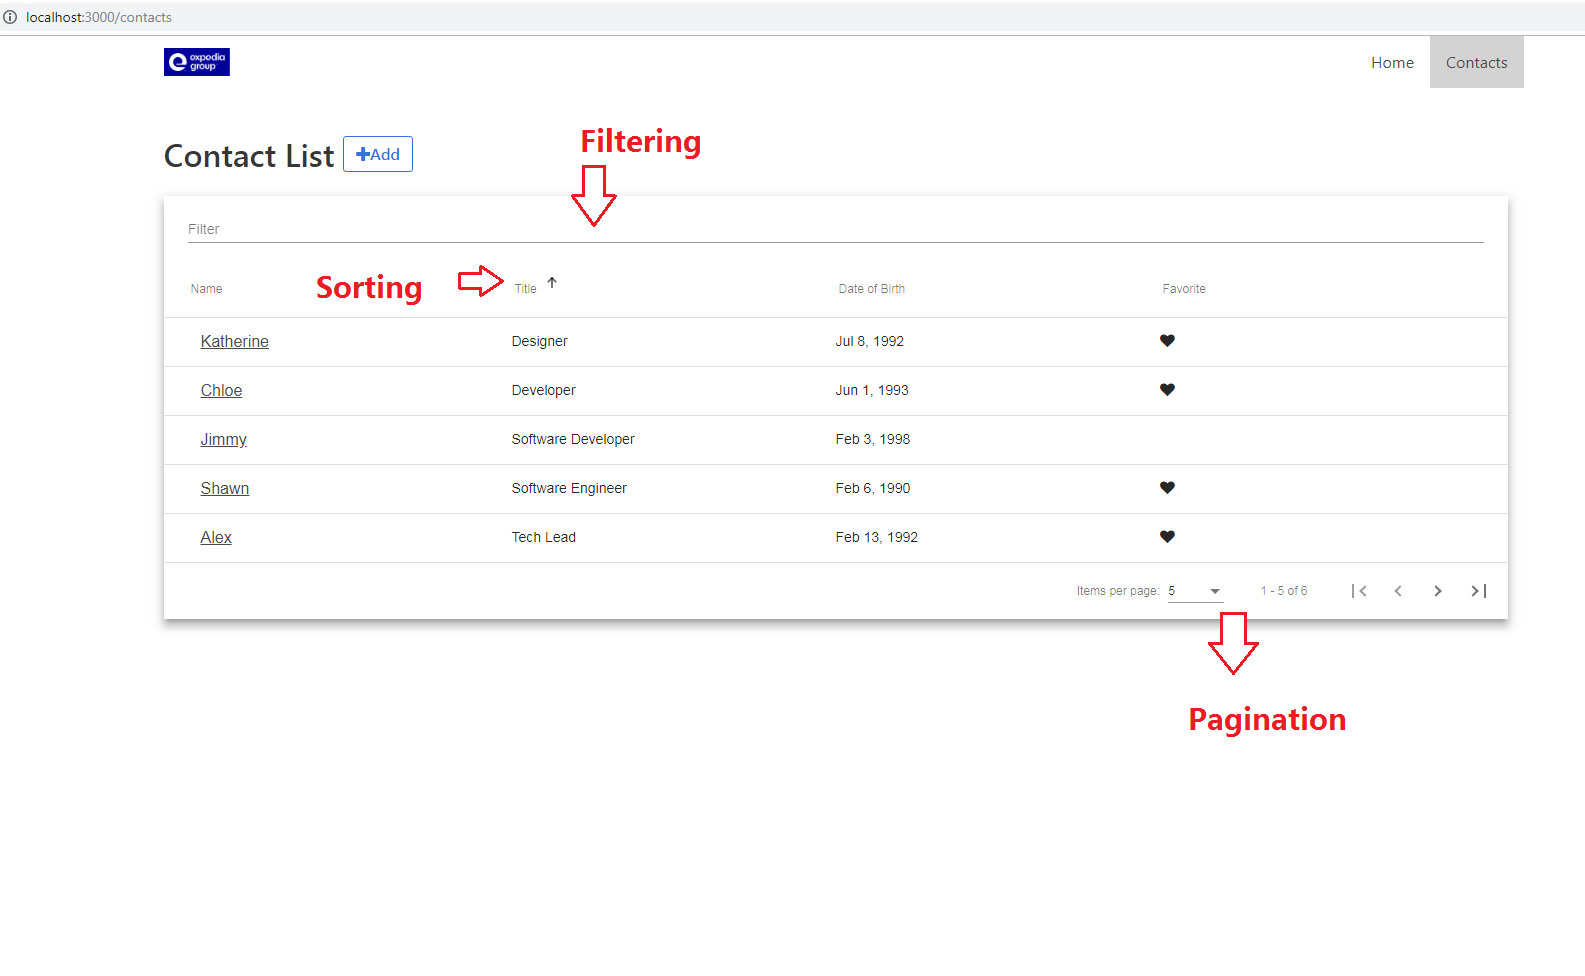 localhost:3000/contacts
expedia group
Home Contacts
Contact List +Add
Filtering
Filter
Sorting
Name Title Date of Birth Favorite
Katherine Designer Jul 8, 1992
Chloe Developer Jun 1, 1993
Jimmy Software Developer Feb 3, 1998
Shawn Software Engineer Feb 6, 1990
Alex Tech Lead Feb 13, 1992
Items per page: 5 1 - 5 of 6
Pagination